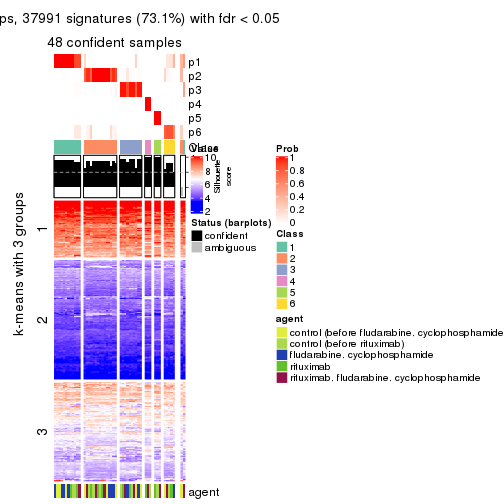 ps, 37991 signatures (73.1%) with fdr < 0.05
48 confident samples
p1
p2
p3
p4
p5
p6
Class
Silhouette
score
Value
10
8
6
4
2
Status (barplots)
confident
ambiguous
Prob
1
0.8
0.6
0.4
0.2
0
Class
1
2
3
4
5
6
agent
control (before fludarabine. cyclophosphamide
control (before rituximab)
fludarabine. cyclophosphamide
rituximab
rituximab. fludarabine. cyclophosphamide
k-means with 3 groups
1
2
3
agent